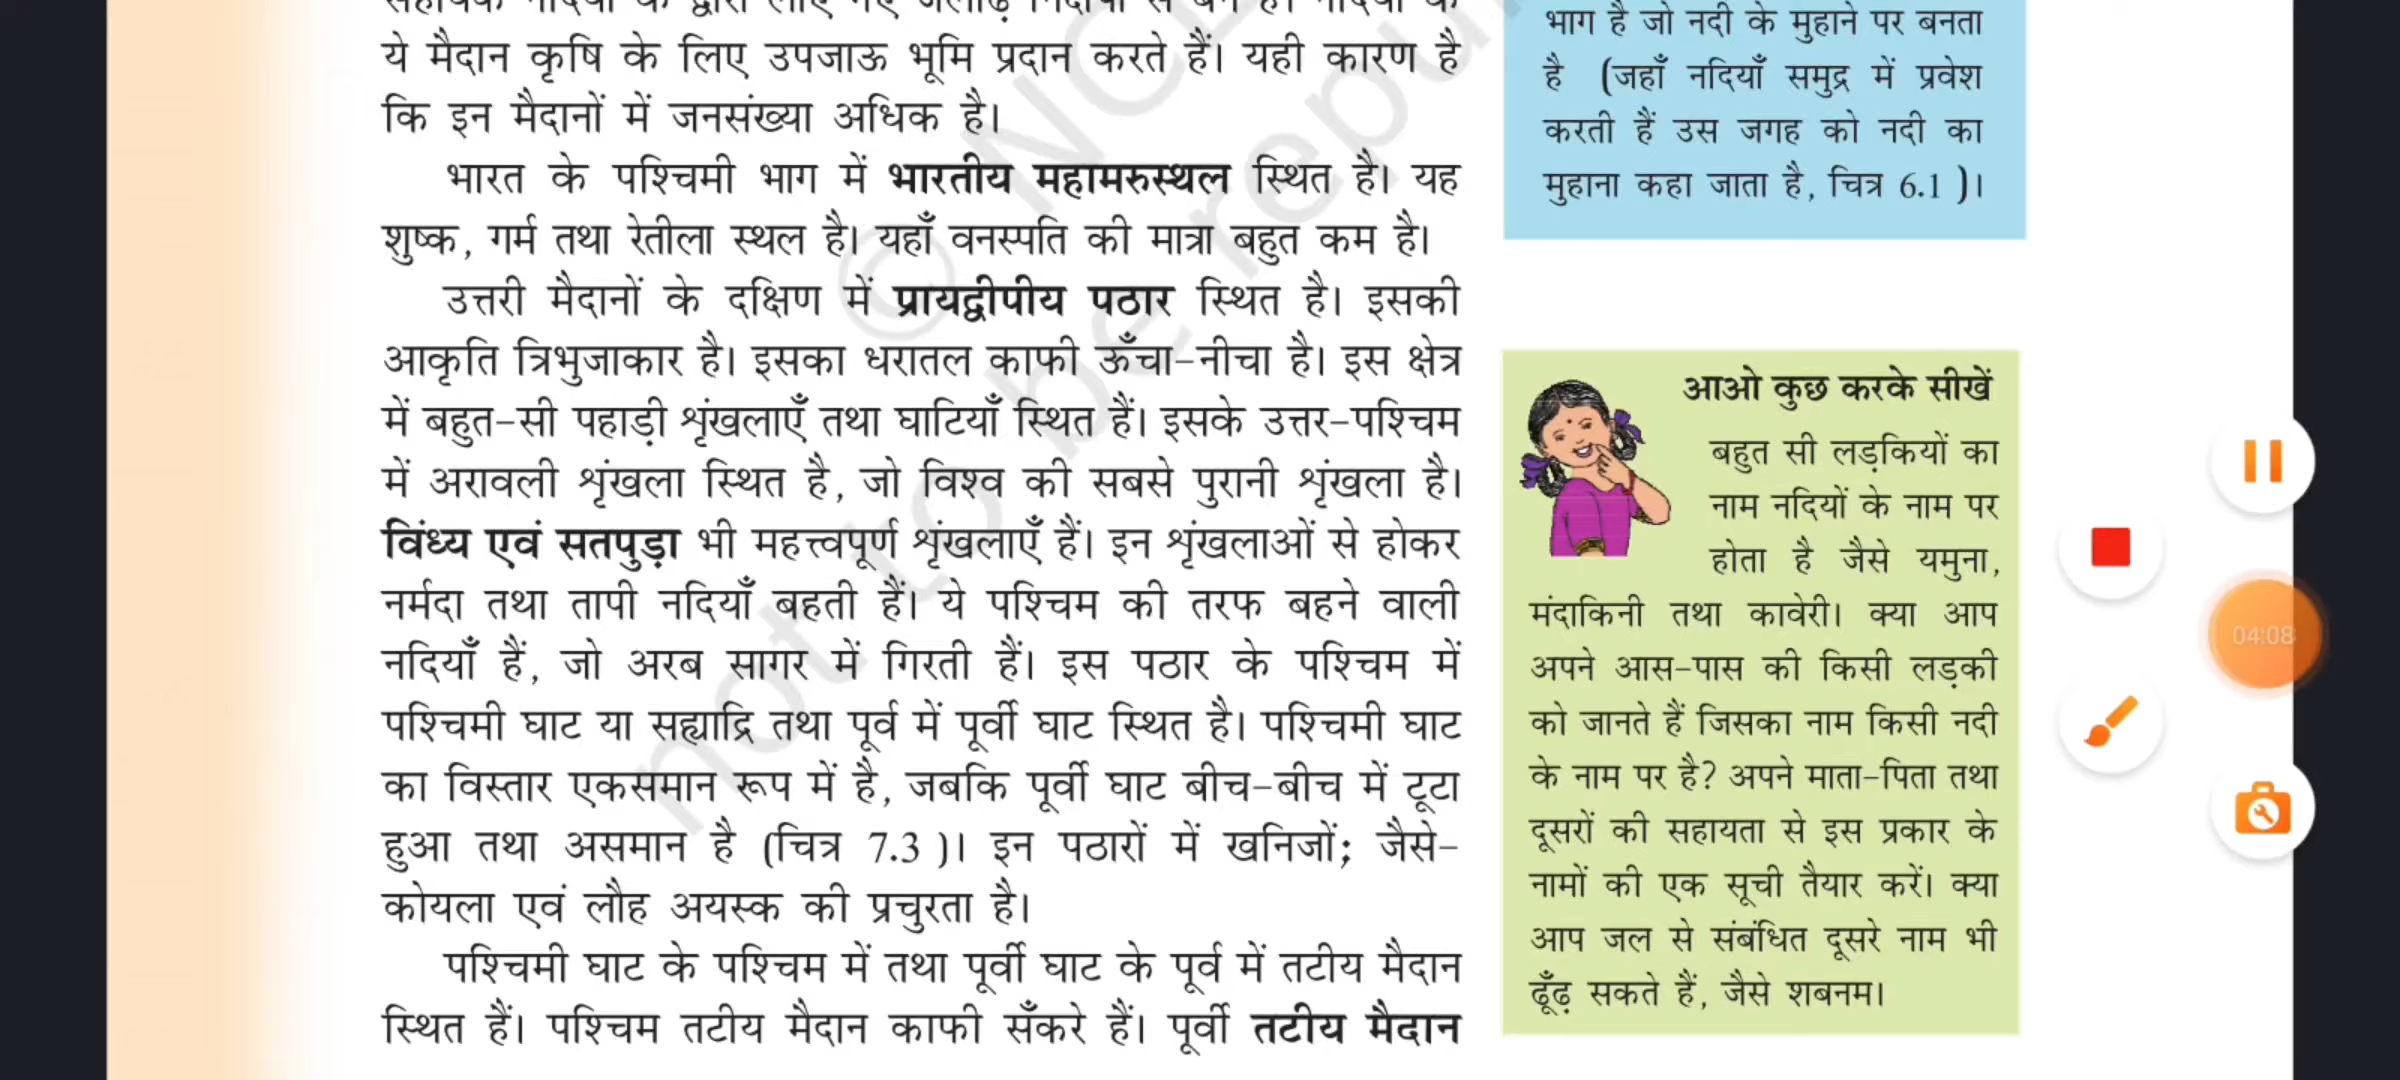 ये मैदान कृषि के लिए उपजाऊ भूमि प्रदान करते हैं। यही कारण है
कि इन मैदानों में जनसंख्या अधिक है।
भारत के पश्चिमी भाग में भारतीय महामरुस्थल स्थित है। यह
शुष्क, गर्म तथा रेतीला स्थल है। यहाँ वनस्पति की मात्रा बहुत कम है।
उत्तरी मैदानों के दक्षिण में प्रायद्वीपीय पठार स्थित है। इसकी
आकृति त्रिभुजाकार है। इसका धरातल काफी ऊँचा-नीचा है। इस क्षेत्र
में बहुत-सी पहाड़ी शृंखलाएँ तथा घाटियाँ स्थित हैं। इसके उत्तर-पश्चिम
में अरावली शृंखला स्थित है, जो विश्व की सबसे पुरानी शृंखला है।
विंध्य एवं सतपुड़ा भी महत्त्वपूर्ण शृंखलाएँ हैं। इन शृंखलाओं से होकर
नर्मदा तथा तापी नदियाँ बहती हैं। ये पश्चिम की तरफ बहने वाली
नदियाँ हैं, जो अरब सागर में गिरती हैं। इस पठार के पश्चिम में
पश्चिमी घाट या सह्याद्रि तथा पूर्व में पूर्वी घाट स्थित है। पश्चिमी घाट
का विस्तार एकसमान रूप में है, जबकि पूर्वी घाट बीच-बीच में टूटा
हुआ तथा असमान है (चित्र 7.3 )। इन पठारों में खनिजों; जैसे-
कोयला एवं लौह अयस्क की प्रचुरता है।
पश्चिमी घाट के पश्चिम में तथा पूर्वी घाट के पूर्व में तटीय मैदान
स्थित हैं। पश्चिम तटीय मैदान काफी सँकरे हैं। पूर्वी तटीय मैदान
भाग है जो नदी के मुहाने पर बनता
है (जहाँ नदियाँ समुद्र में प्रवेश
करती हैं उस जगह को नदी का
मुहाना कहा जाता है, चित्र 6.1 )।
आओ कुछ करके सीखें
बहुत सी लड़कियों का
नाम नदियों के नाम पर
होता है जैसे यमुना,
मंदाकिनी तथा कावेरी। क्या आप
अपने आस-पास की किसी लड़की
को जानते हैं जिसका नाम किसी नदी
के नाम पर है? अपने माता-पिता तथा
दूसरों की सहायता से इस प्रकार के
नामों की एक सूची तैयार करें। क्या
आप जल से संबंधित दूसरे नाम भी
ढूँढ़ सकते हैं, जैसे शबनम।
04:08
not to be repu
© NCE